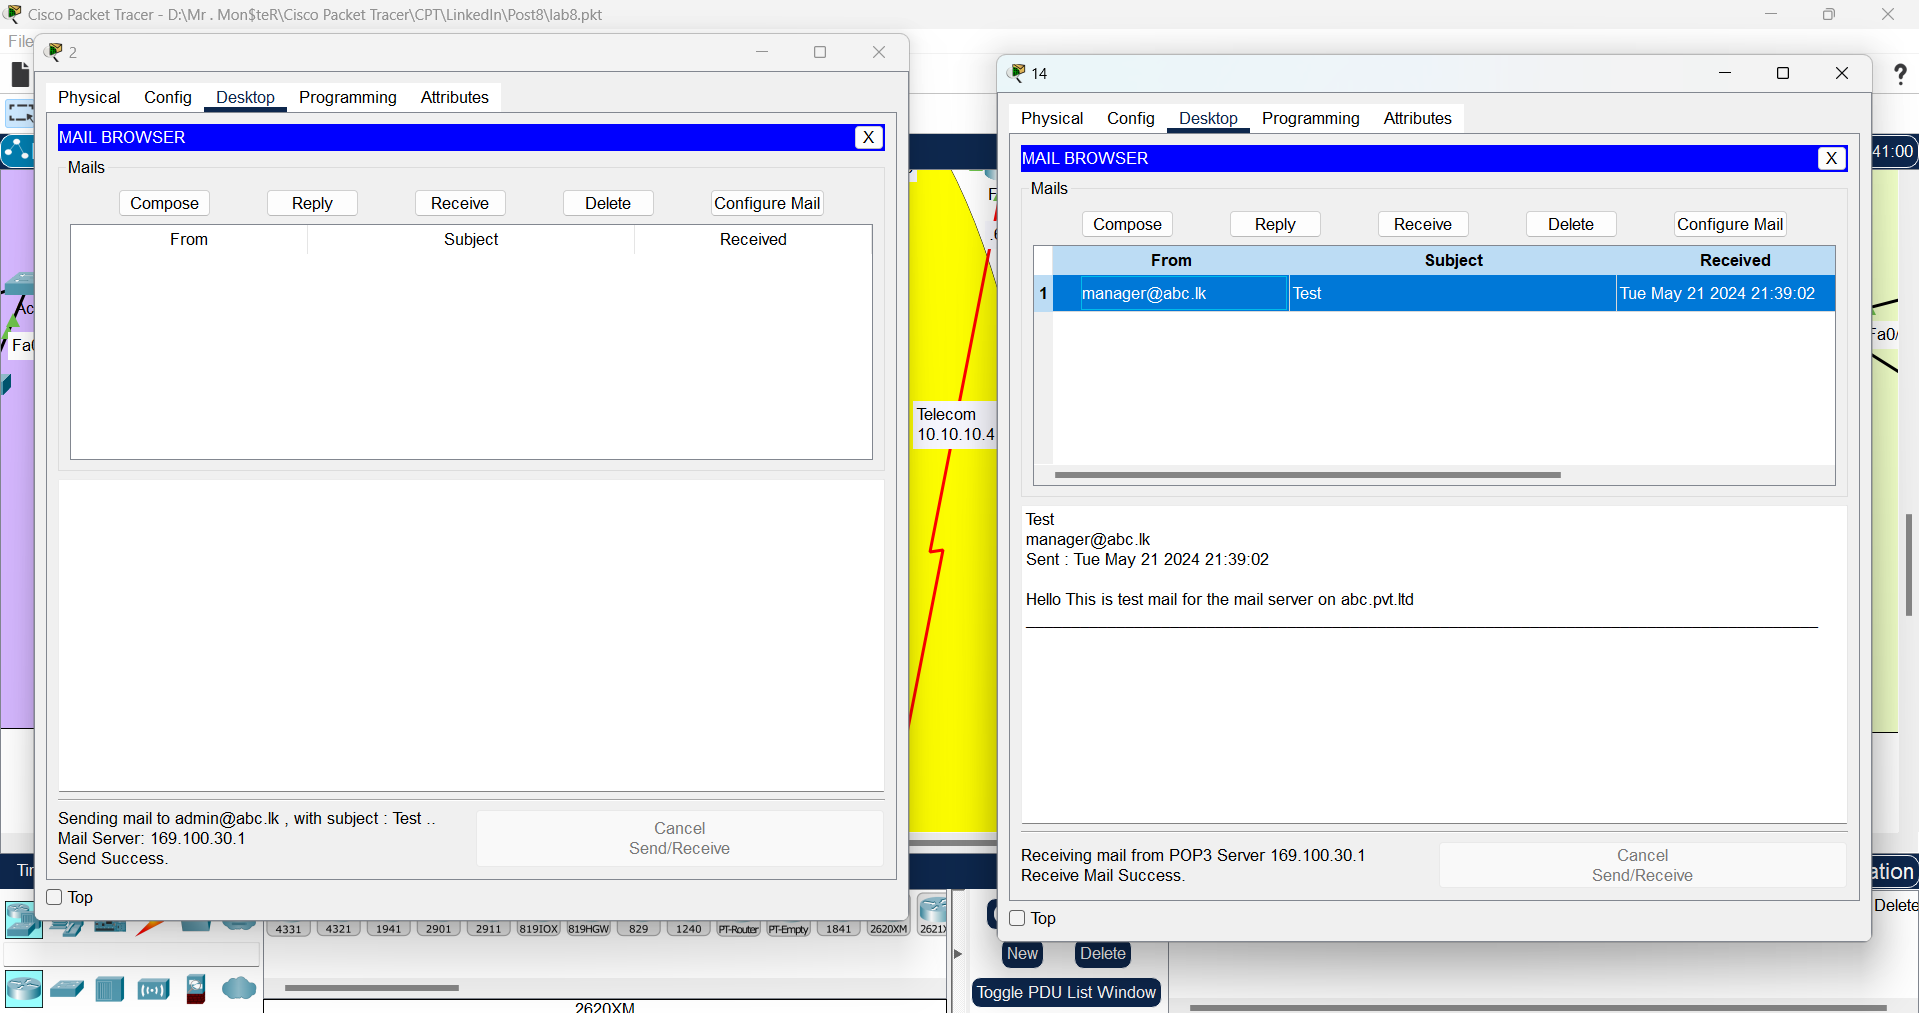 Cisco Packet Tracer - D:\Mr . Mon$teR\Cisco Packet Tracer\CPT\LinkedIn\Post8\lab8.pkt
File
2
Physical Config Desktop Programming Attributes
MAIL BROWSER X
Mails
Compose Reply Receive Delete Configure Mail
From Subject Received
Sending mail to admin@abc.lk , with subject : Test ..
Mail Server: 169.100.30.1
Send Success.
Cancel
Send/Receive
Top
14
Physical Config Desktop Programming Attributes
MAIL BROWSER X
Mails
Compose Reply Receive Delete Configure Mail
From Subject Received
1 manager@abc.lk Test Tue May 21 2024 21:39:02
Test
manager@abc.lk
Sent : Tue May 21 2024 21:39:02
Hello This is test mail for the mail server on abc.pvt.ltd
Receiving mail from POP3 Server 169.100.30.1
Receive Mail Success.
Cancel
Send/Receive
Top
?
41:00
Telecom
10.10.10.4
Delete
4331 4321 1941 2901 2911 819IOX 819HGW 829 1240 PT-Router PT-Empty 1841 2620XM
2620XM
New Delete
Toggle PDU List Window